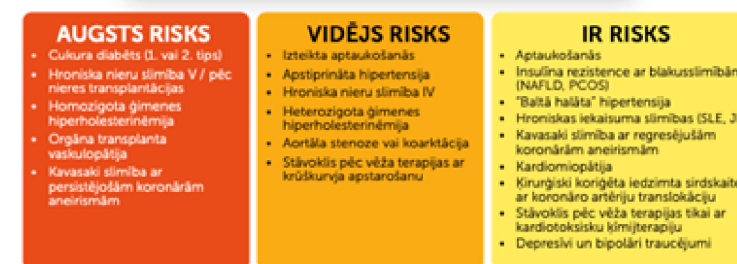 AUGSTS RISKS
• Cukura diabēts (1. vai 2. tips)
• Hroniska nieru slimība V / pēc
nieres transplantācijas
• Homozigota ģimenes
hiperholesterinēmija
• Orgāna transplanta
vaskulopātija
• Kavasaki slimība ar
persistējošām koronārām
aneirismām
VIDĒJS RISKS
• Izteikta aptaukošanās
• Apstiprināta hipertensija
• Hroniska nieru slimība IV
• Heterozigota ģimenes
hiperholesterinēmija
• Aortāla stenoze vai koarktācija
• Stāvoklis pēc vēža terapijas ar
krūškurvja apstarošanu
IR RISKS
• Aptaukošanās
• Insulīna rezistence ar blakusslimībām
(NAFLD, PCOS)
• "Baltā halāta" hipertensija
• Hroniskas iekaisuma slimības (SLE, J
• Kavasaki slimība ar regresējušām
koronārām aneirismām
• Kardiomiopātija
• Ķirurģiski koriģēta iedzimta sirdskaite
ar koronāro artēriju translokāciju
• Stāvoklis pēc vēža terapijas tikai ar
kardiotoksisku ķīmijterapiju
• Depresīvi un bipolāri traucējumi